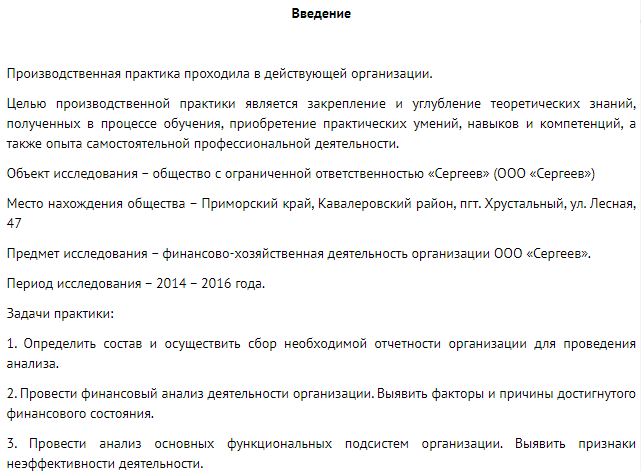 Введение
Производственная практика проходила в действующей организации.
Целью производственной практики является закрепление и углубление теоретических знаний,
полученных в процессе обучения, приобретение практических умений, навыков и компетенций, а
также опыта самостоятельной профессиональной деятельности.
Объект исследования – общество с ограниченной ответственностью «Сергеев» (ООО «Сергеев»)
Место нахождения общества – Приморский край, Кавалеровский район, пгт. Хрустальный, ул. Лесная,
47
Предмет исследования – финансово-хозяйственная деятельность организации ООО «Сергеев».
Период исследования – 2014 – 2016 года.
Задачи практики:
1. Определить состав и осуществить сбор необходимой отчетности организации для проведения
анализа.
2. Провести финансовый анализ деятельности организации. Выявить факторы и причины достигнутого
финансового состояния.
3. Провести анализ основных функциональных подсистем организации. Выявить признаки
неэффективности деятельности.